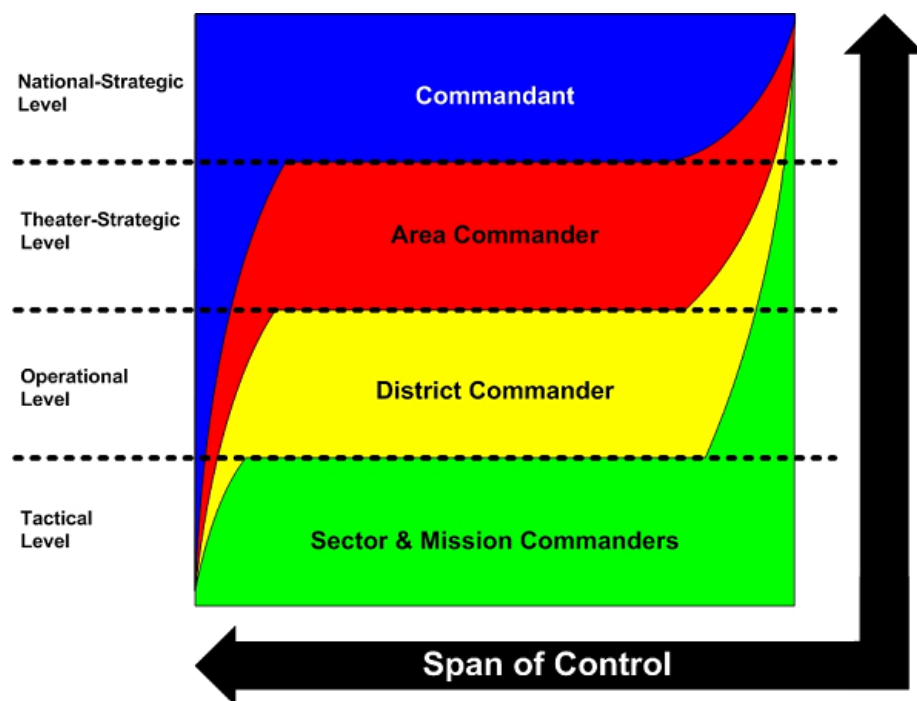 National-Strategic
Level
Commandant
Theater-Strategic
Level
Area Commander
Operational
Level
District Commander
Tactical
Level
Sector & Mission Commanders
Span of Control